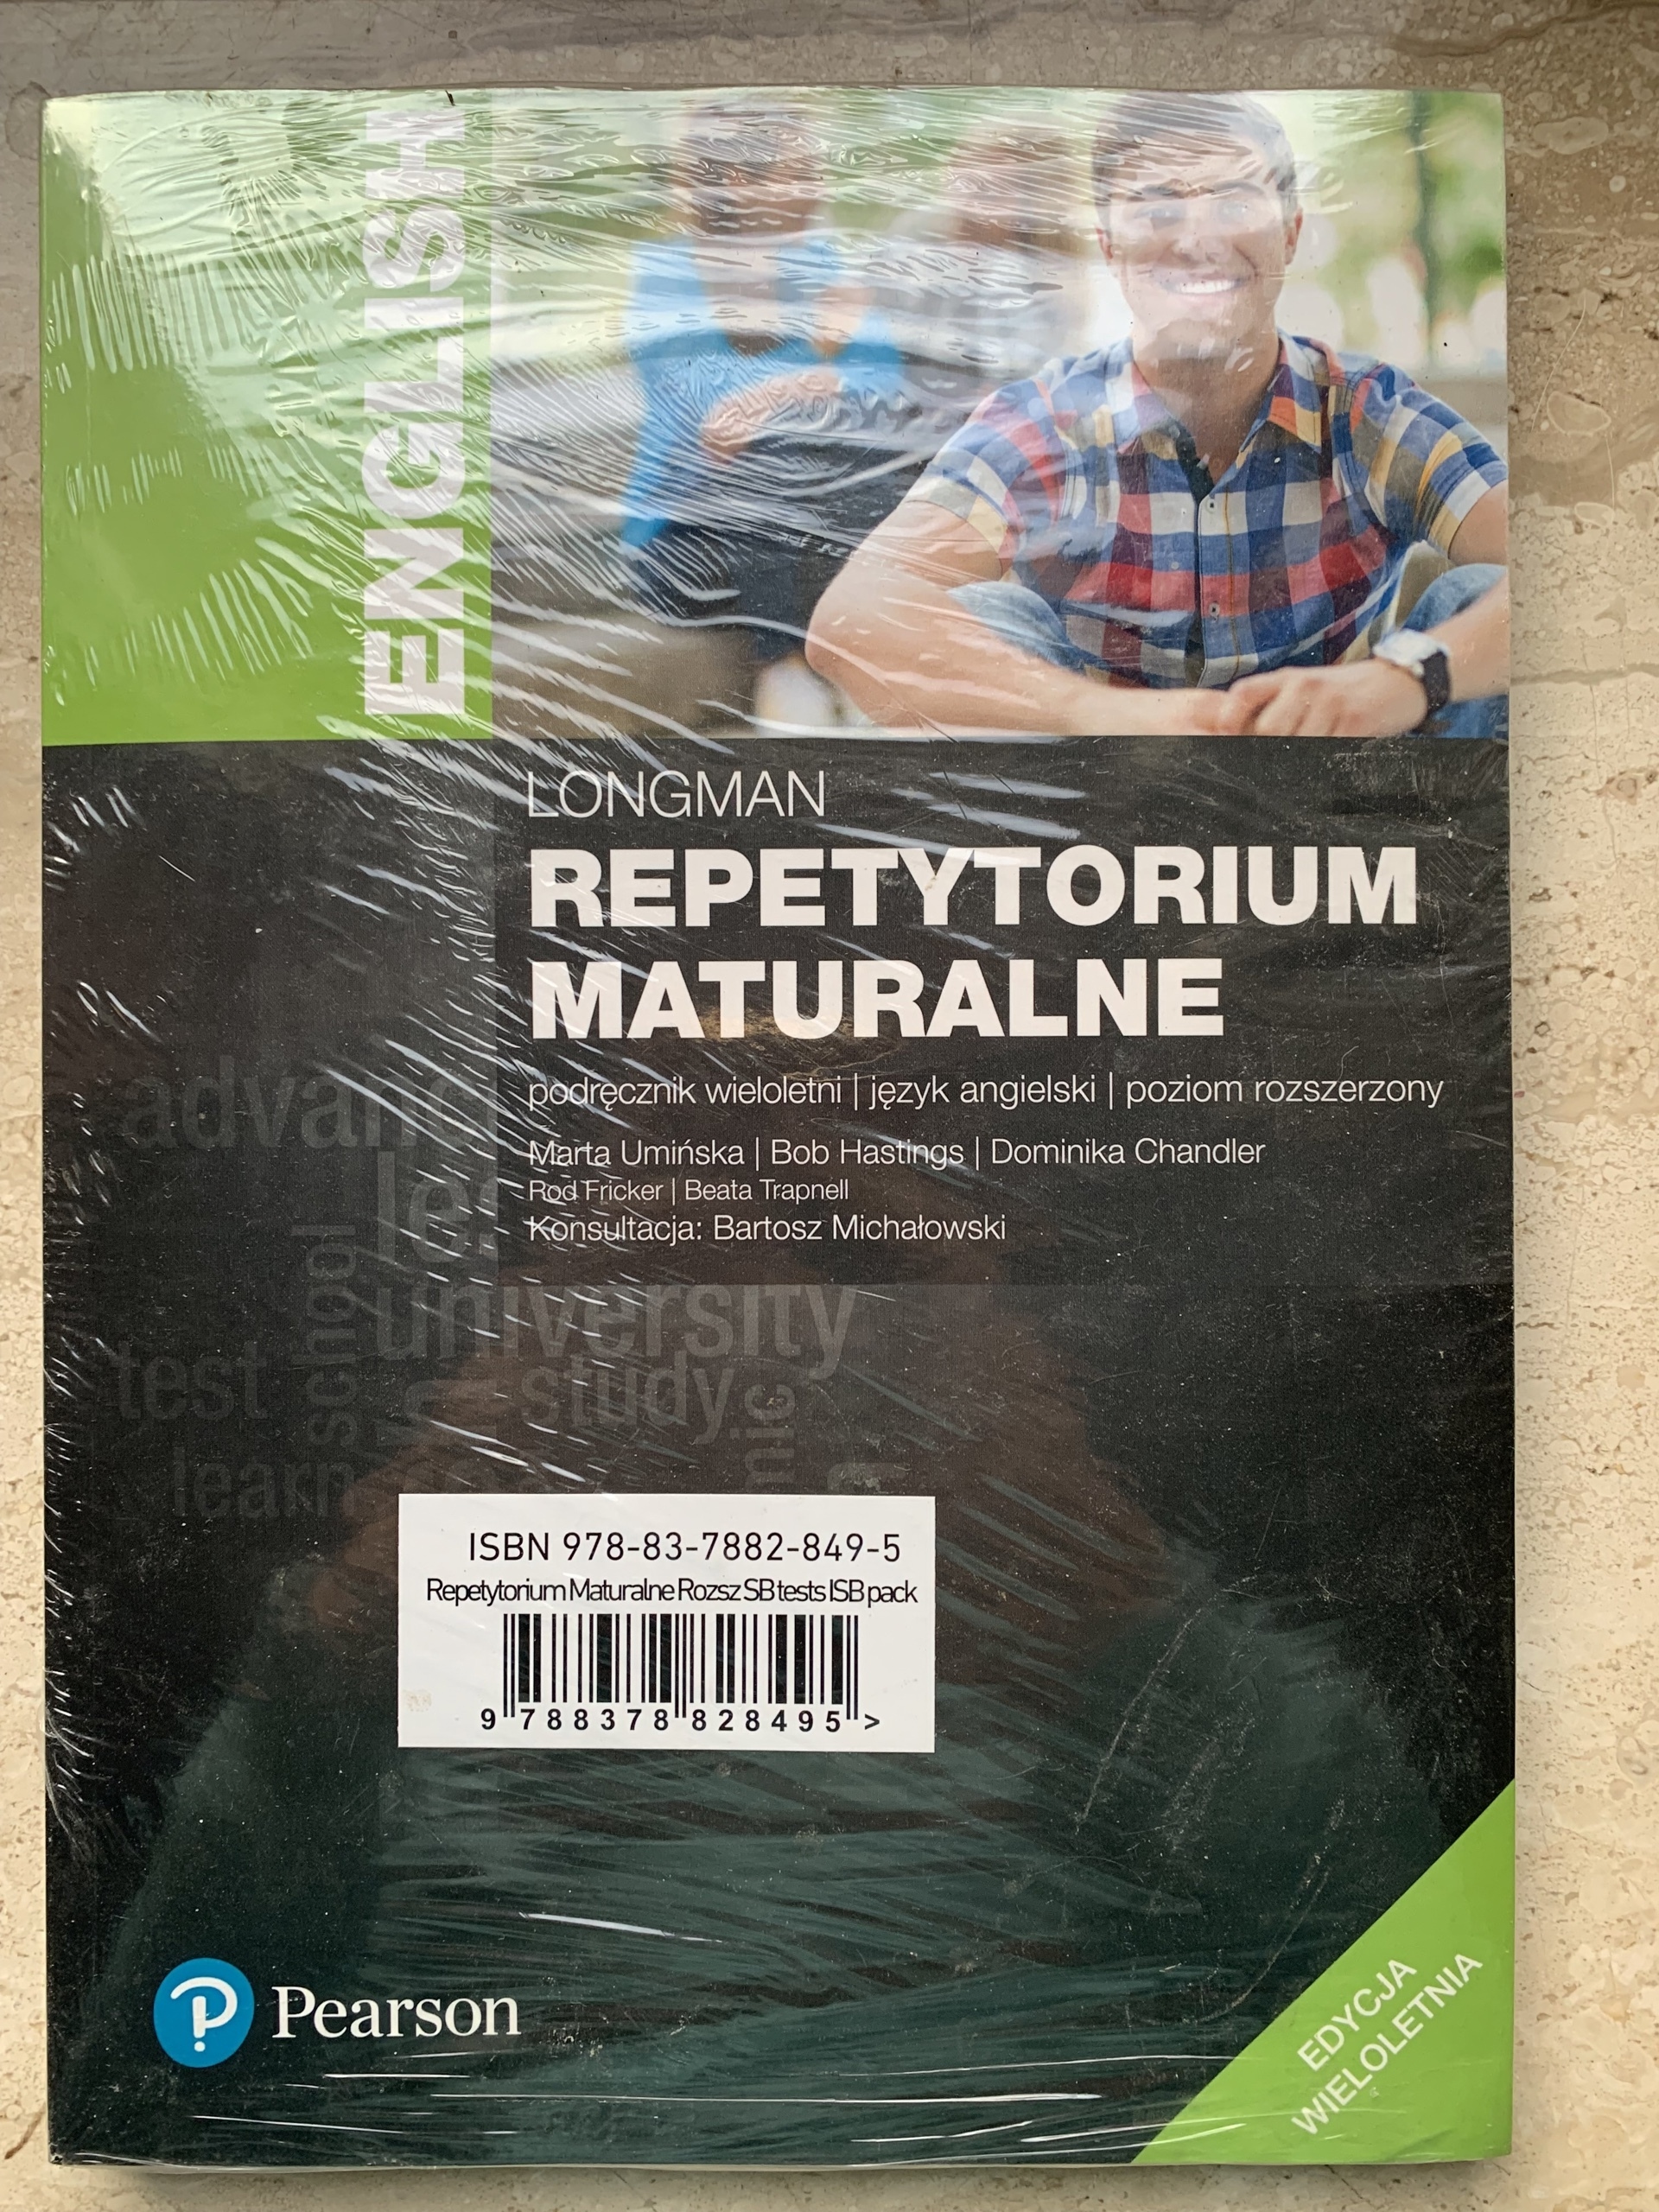 ENGLISH
LONGMAN
REPETYTORIUM
MATURALNE
podręcznik wieloletni | język angielski | poziom rozszerzony
Marta Umińska | Bob Hastings | Dominika Chandler
Rod Fricker | Beata Trapnell
Konsultacja: Bartosz Michałowski
school
university
test
study
learn
ISBN 978-83-7882-849-5
Repetytorium Maturalne Rozsz SB tests ISB pack
9 788378 828495 >
Pearson
EDYCJA
WIELOLETNIA